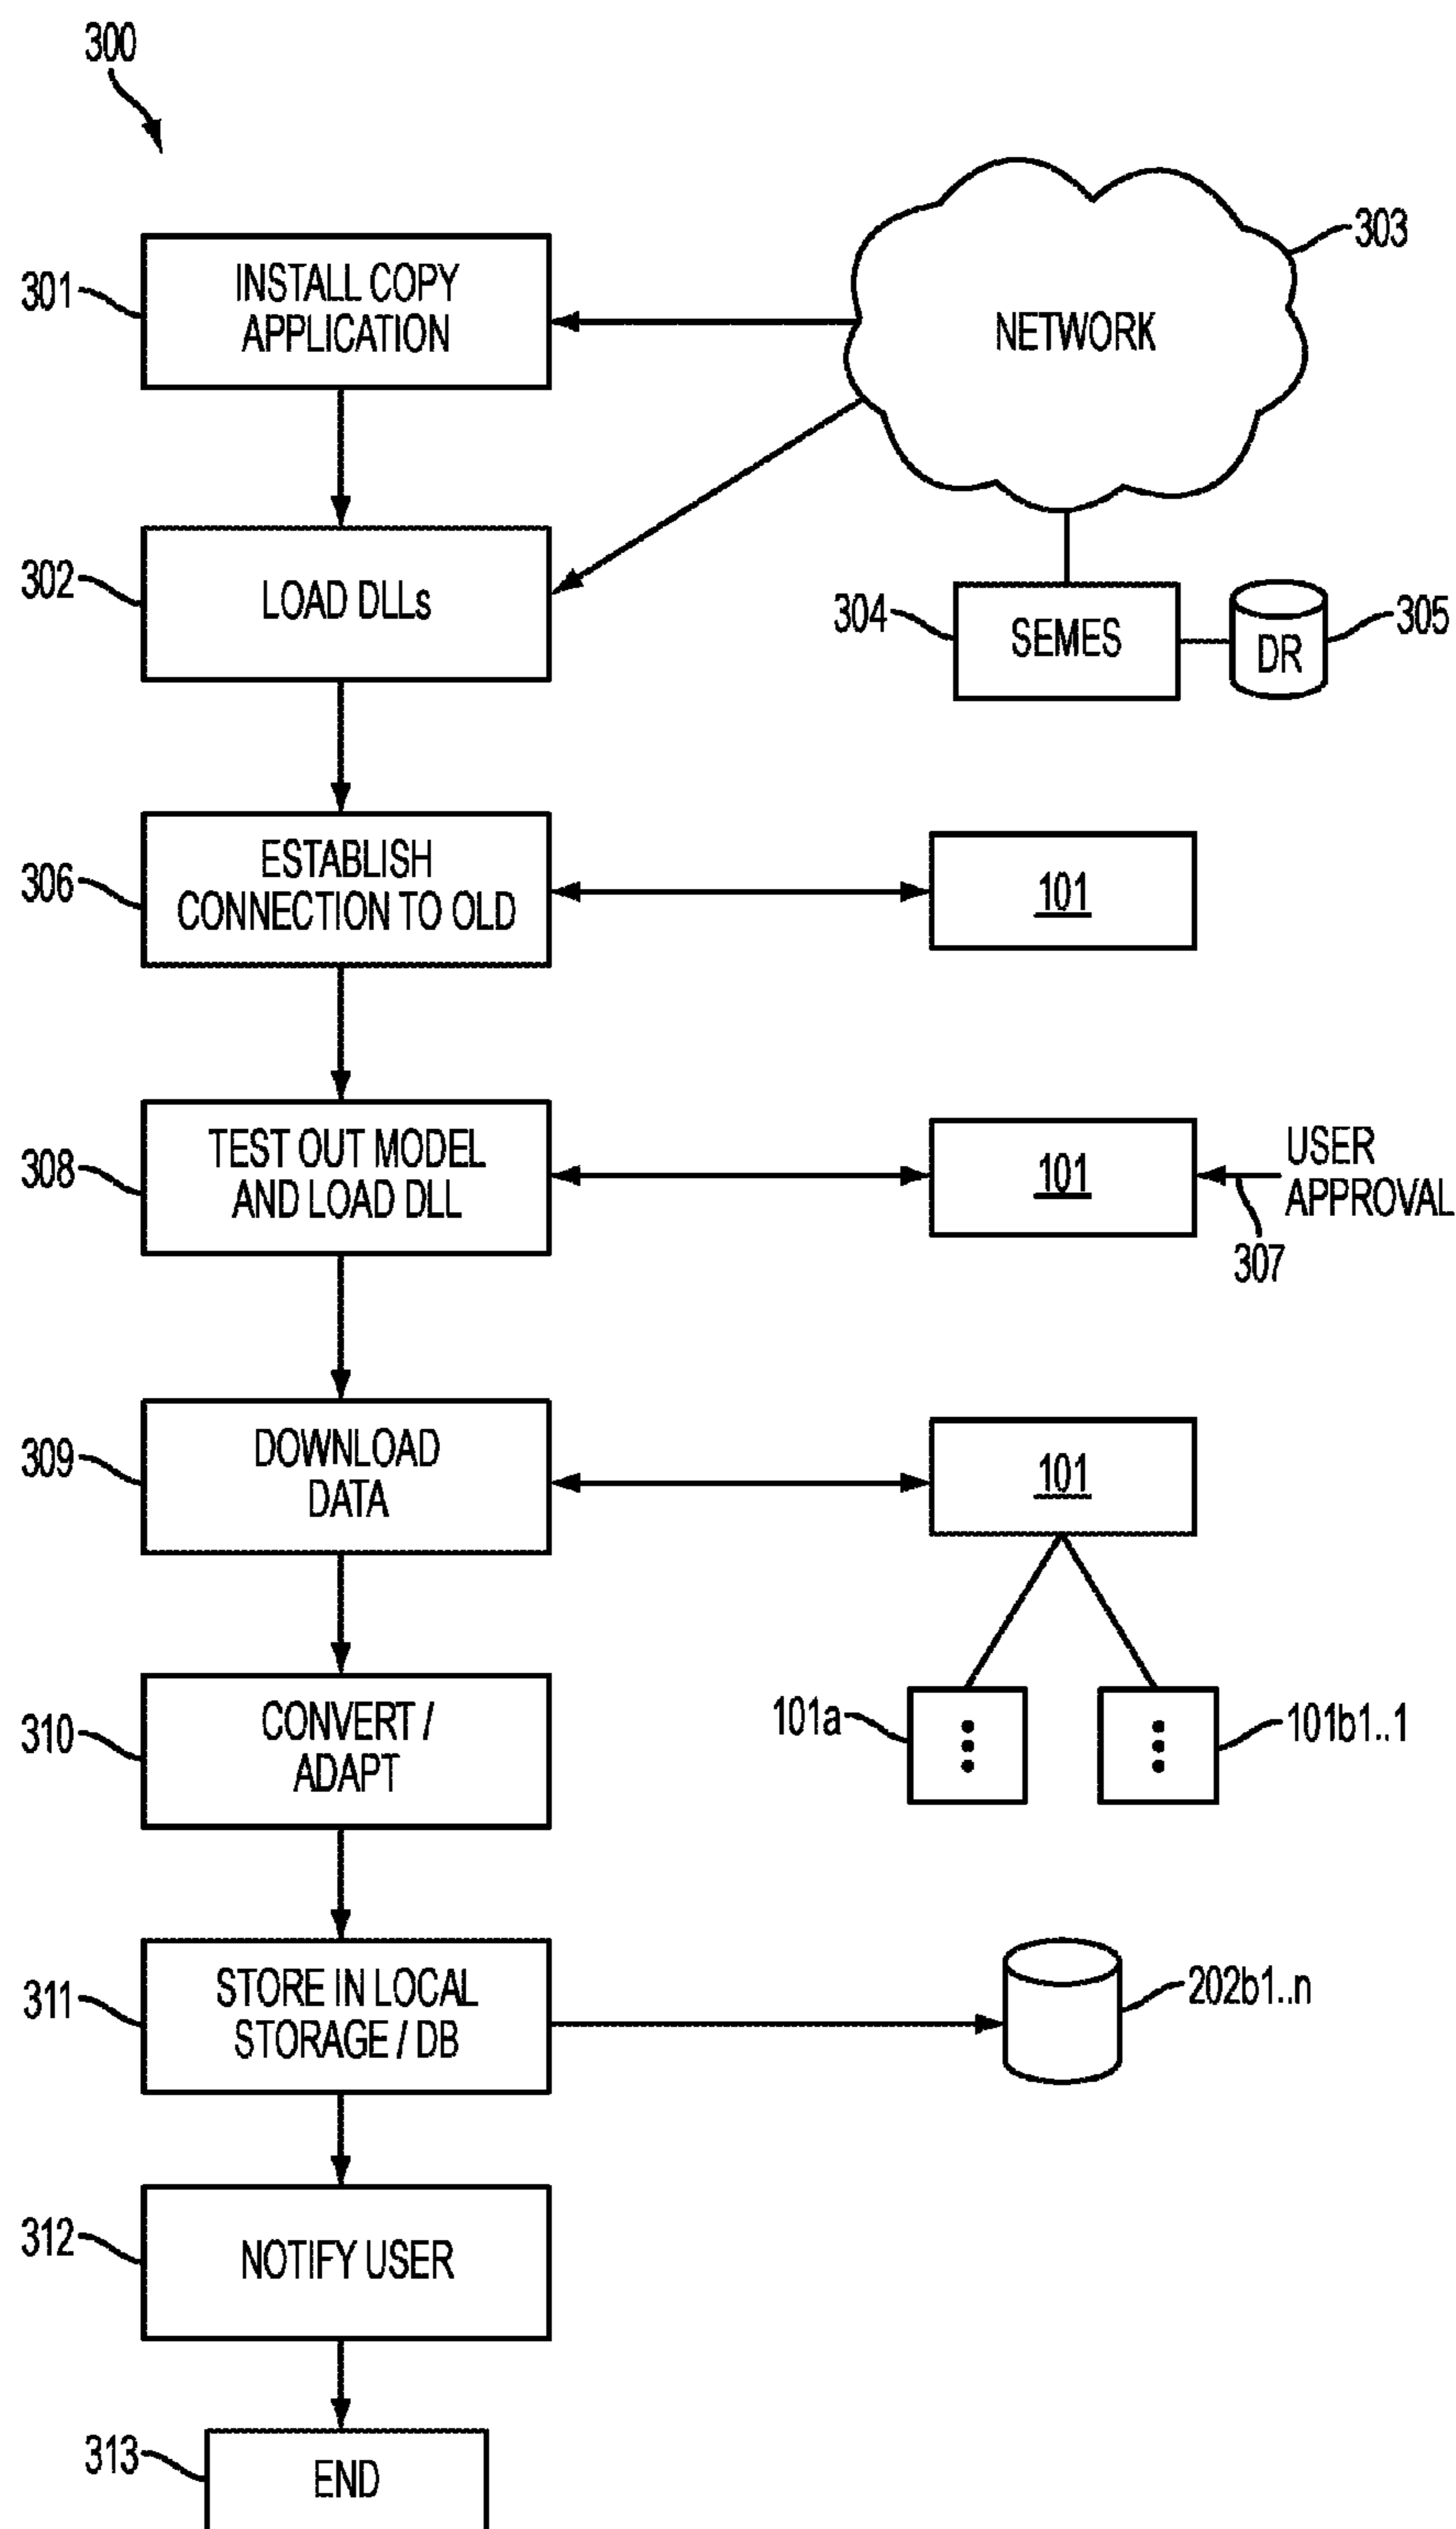 300
301
INSTALL COPY
APPLICATION
NETWORK
303
302
LOAD DLLs
304
SEMES
DR
305
306
ESTABLISH
CONNECTION TO OLD
101
308
TEST OUT MODEL
AND LOAD DLL
101
USER
APPROVAL
307
309
DOWNLOAD
DATA
101
310
CONVERT /
ADAPT
101a
101b1..1
311
STORE IN LOCAL
STORAGE / DB
202b1..n
312
NOTIFY USER
313
END